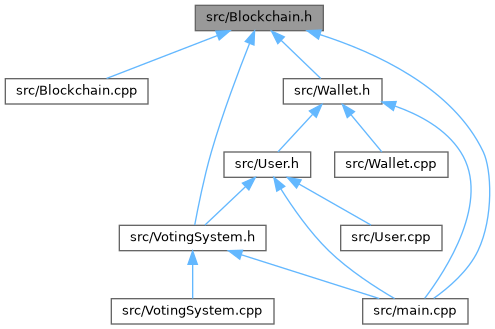 src/Blockchain.h
src/Blockchain.cpp
src/Wallet.h
src/User.h
src/Wallet.cpp
src/VotingSystem.h
src/User.cpp
src/VotingSystem.cpp
src/main.cpp